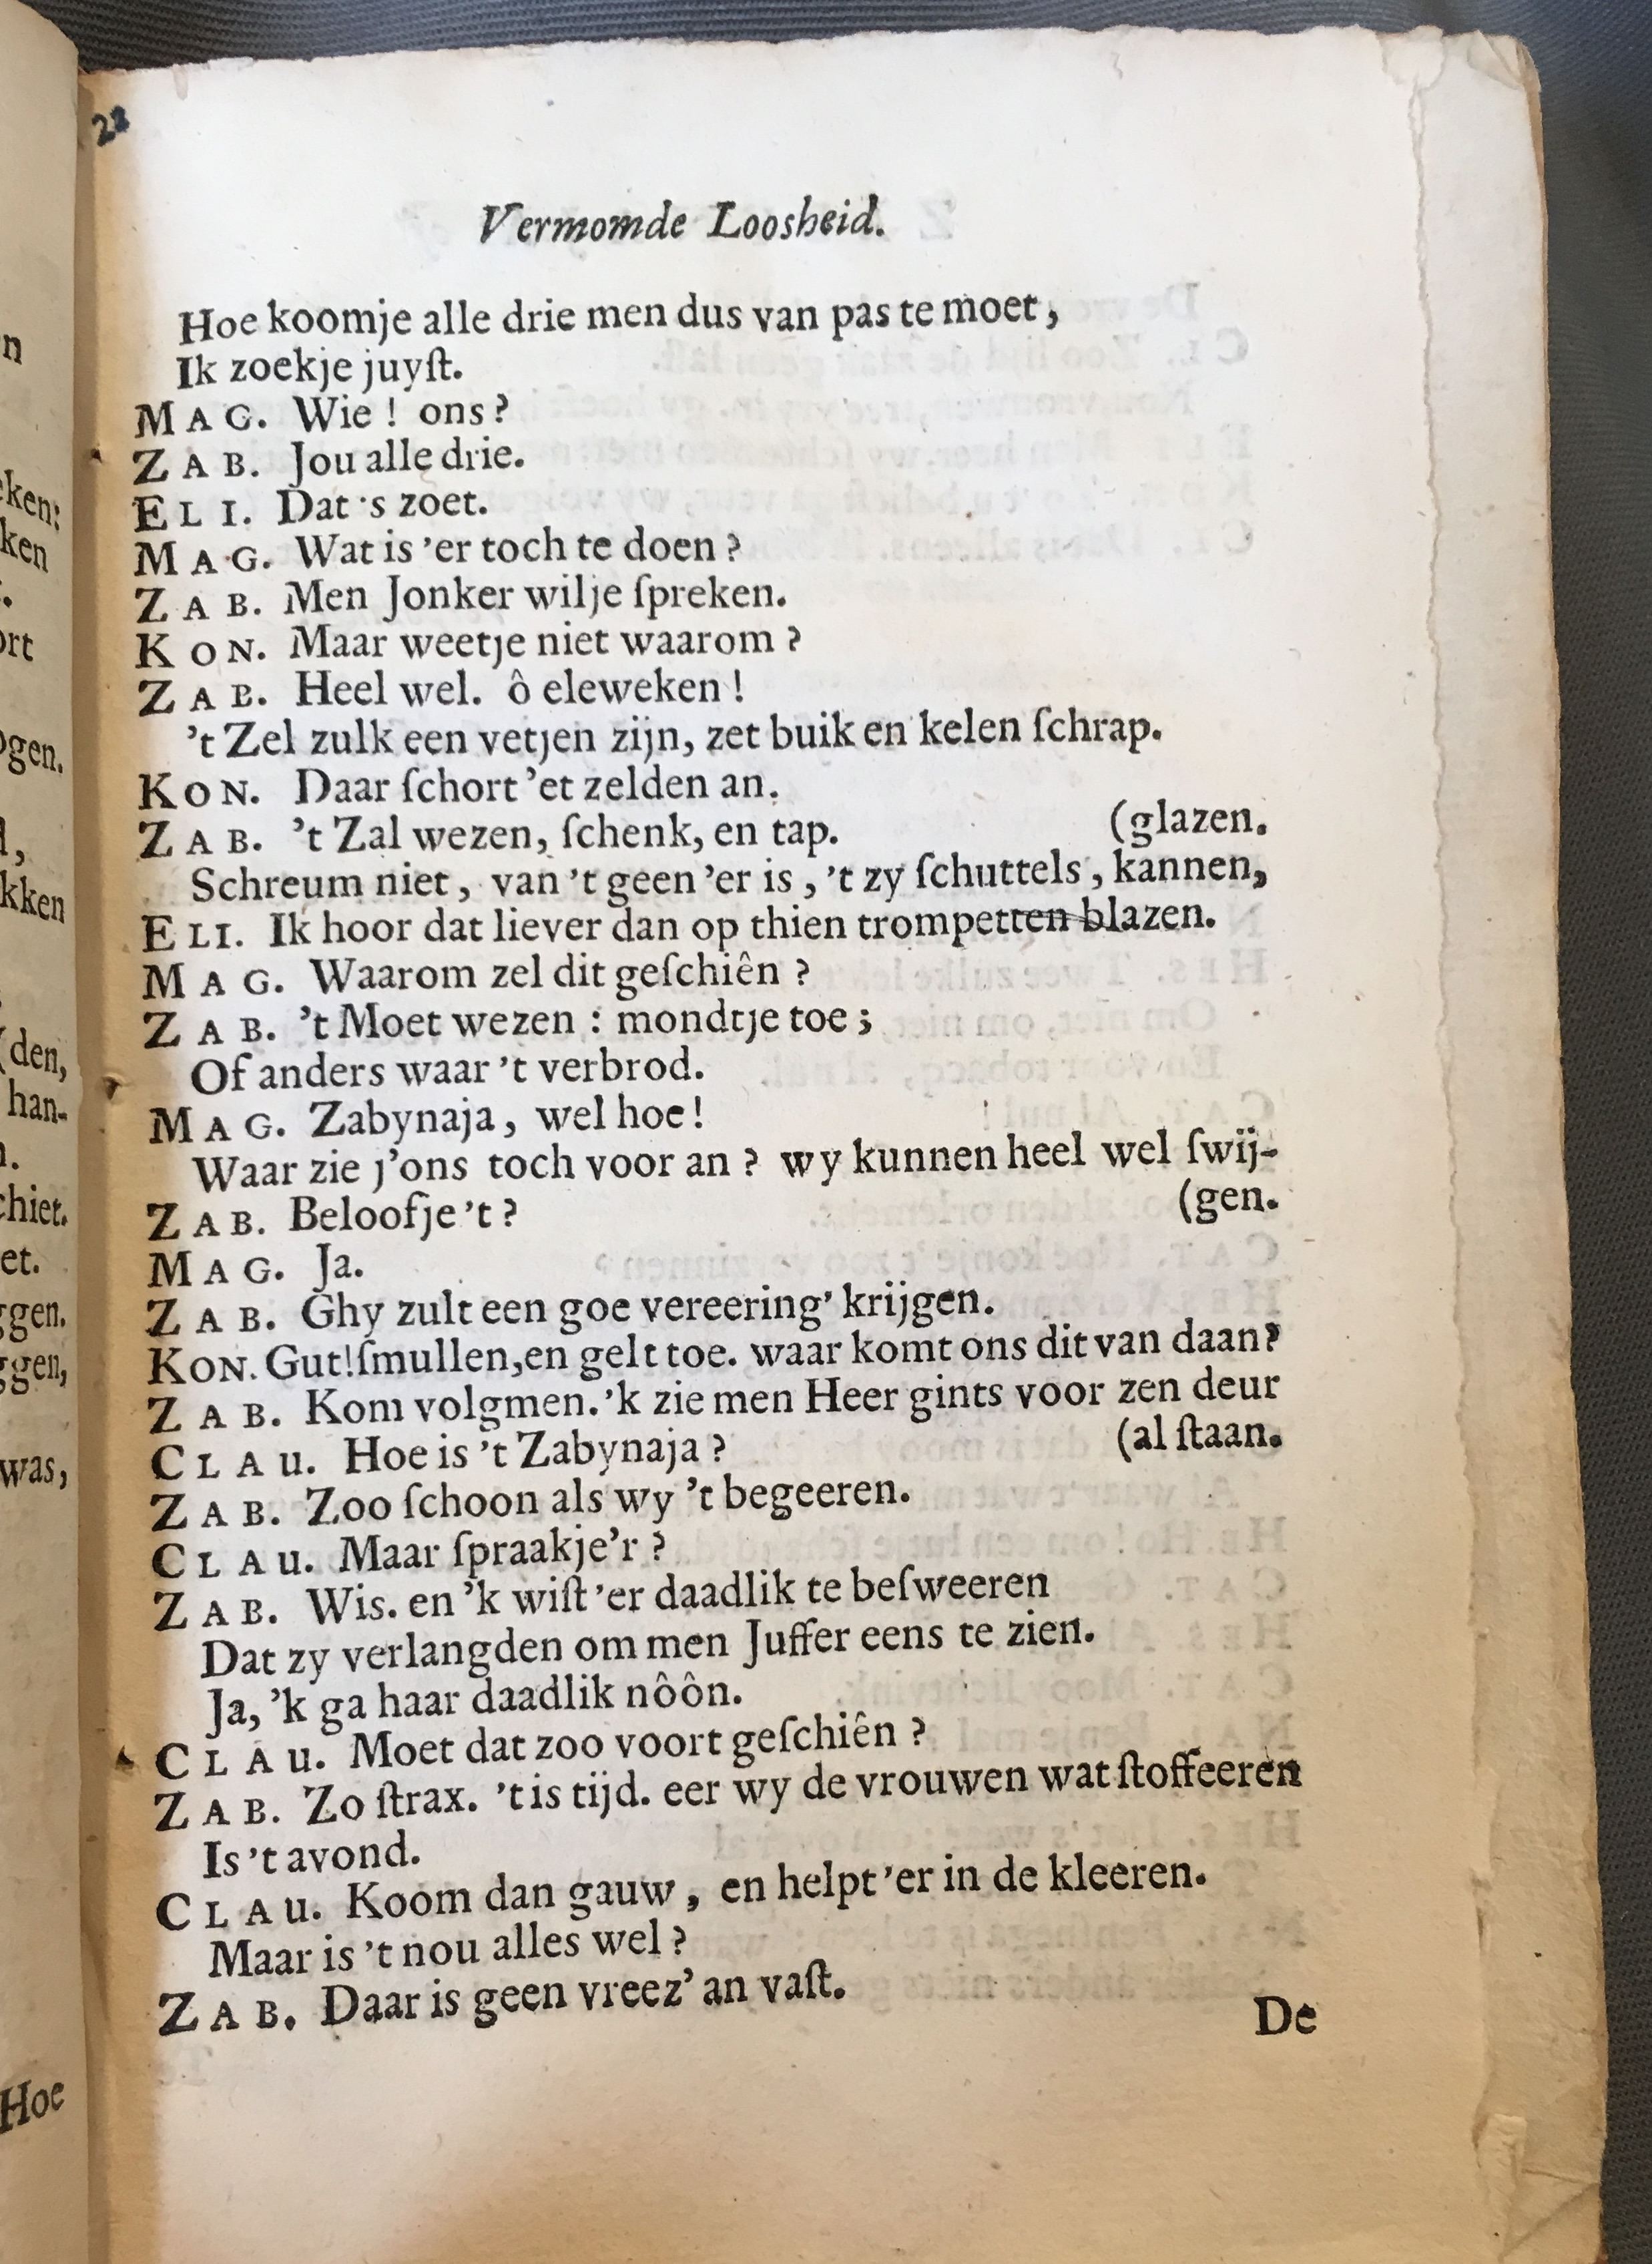 22
Vermomde Loosheid.
Hoe koomje alle drie men dus van pas te moet,
Ik zoekje juyſt.
MAG. Wie ! ons?
ZAB. Jou alle drie.
ELI. Dat 's zoet.
MAG. Wat is 'er toch te doen ?
ZAB. Men Jonker wilje ſpreken.
KON. Maar weetje niet waarom ?
ZAB. Heel wel. ô eleweken !
't Zel zulk een vetjen zijn, zet buik en kelen ſchrap.
KON. Daar ſchort 'et zelden an.
(glazen.
ZAB. 't Zal wezen, ſchenk, en tap.
Schreum niet, van 't geen 'er is, 't zy ſchuttels, kannen,
ELI. Ik hoor dat liever dan op thien trompetten blazen.
MAG. Waarom zel dit geſchiên ?
ZAB. 't Moet wezen : mondtje toe ;
Of anders waar 't verbrod.
MAG. Zabynaja, wel hoe !
Waar zie j'ons toch voor an ? wy kunnen heel wel ſwij-
(gen.
ZAB. Beloofje 't ?
MAG. Ja.
ZAB. Ghy zult een goe vereering' krijgen.
KON. Gut! ſmullen, en gelt toe. waar komt ons dit van daan?
ZAB. Kom volgmen. 'k zie men Heer gints voor zen deur
(al ſtaan.
CLAU. Hoe is 't Zabynaja ?
ZAB. Zoo ſchoon als wy 't begeeren.
CLAU. Maar ſpraakje'r ?
ZAB. Wis. en 'k wiſt 'er daadlik te beſweeren
Dat zy verlangden om men Juffer eens te zien.
Ja, 'k ga haar daadlik nôôn.
CLAU. Moet dat zoo voort geſchiên ?
ZAB. Zo ſtrax. 't is tijd. eer wy de vrouwen wat ſtoffeeren
Is 't avond.
CLAU. Koom dan gauw, en helpt 'er in de kleeren.
Maar is 't nou alles wel ?
ZAB. Daar is geen vreez' an vaſt.
De
n
ken
ort
ogen.
kken
(den,
han-
chiet.
et.
ggen.
ggen,
was,
Hoe